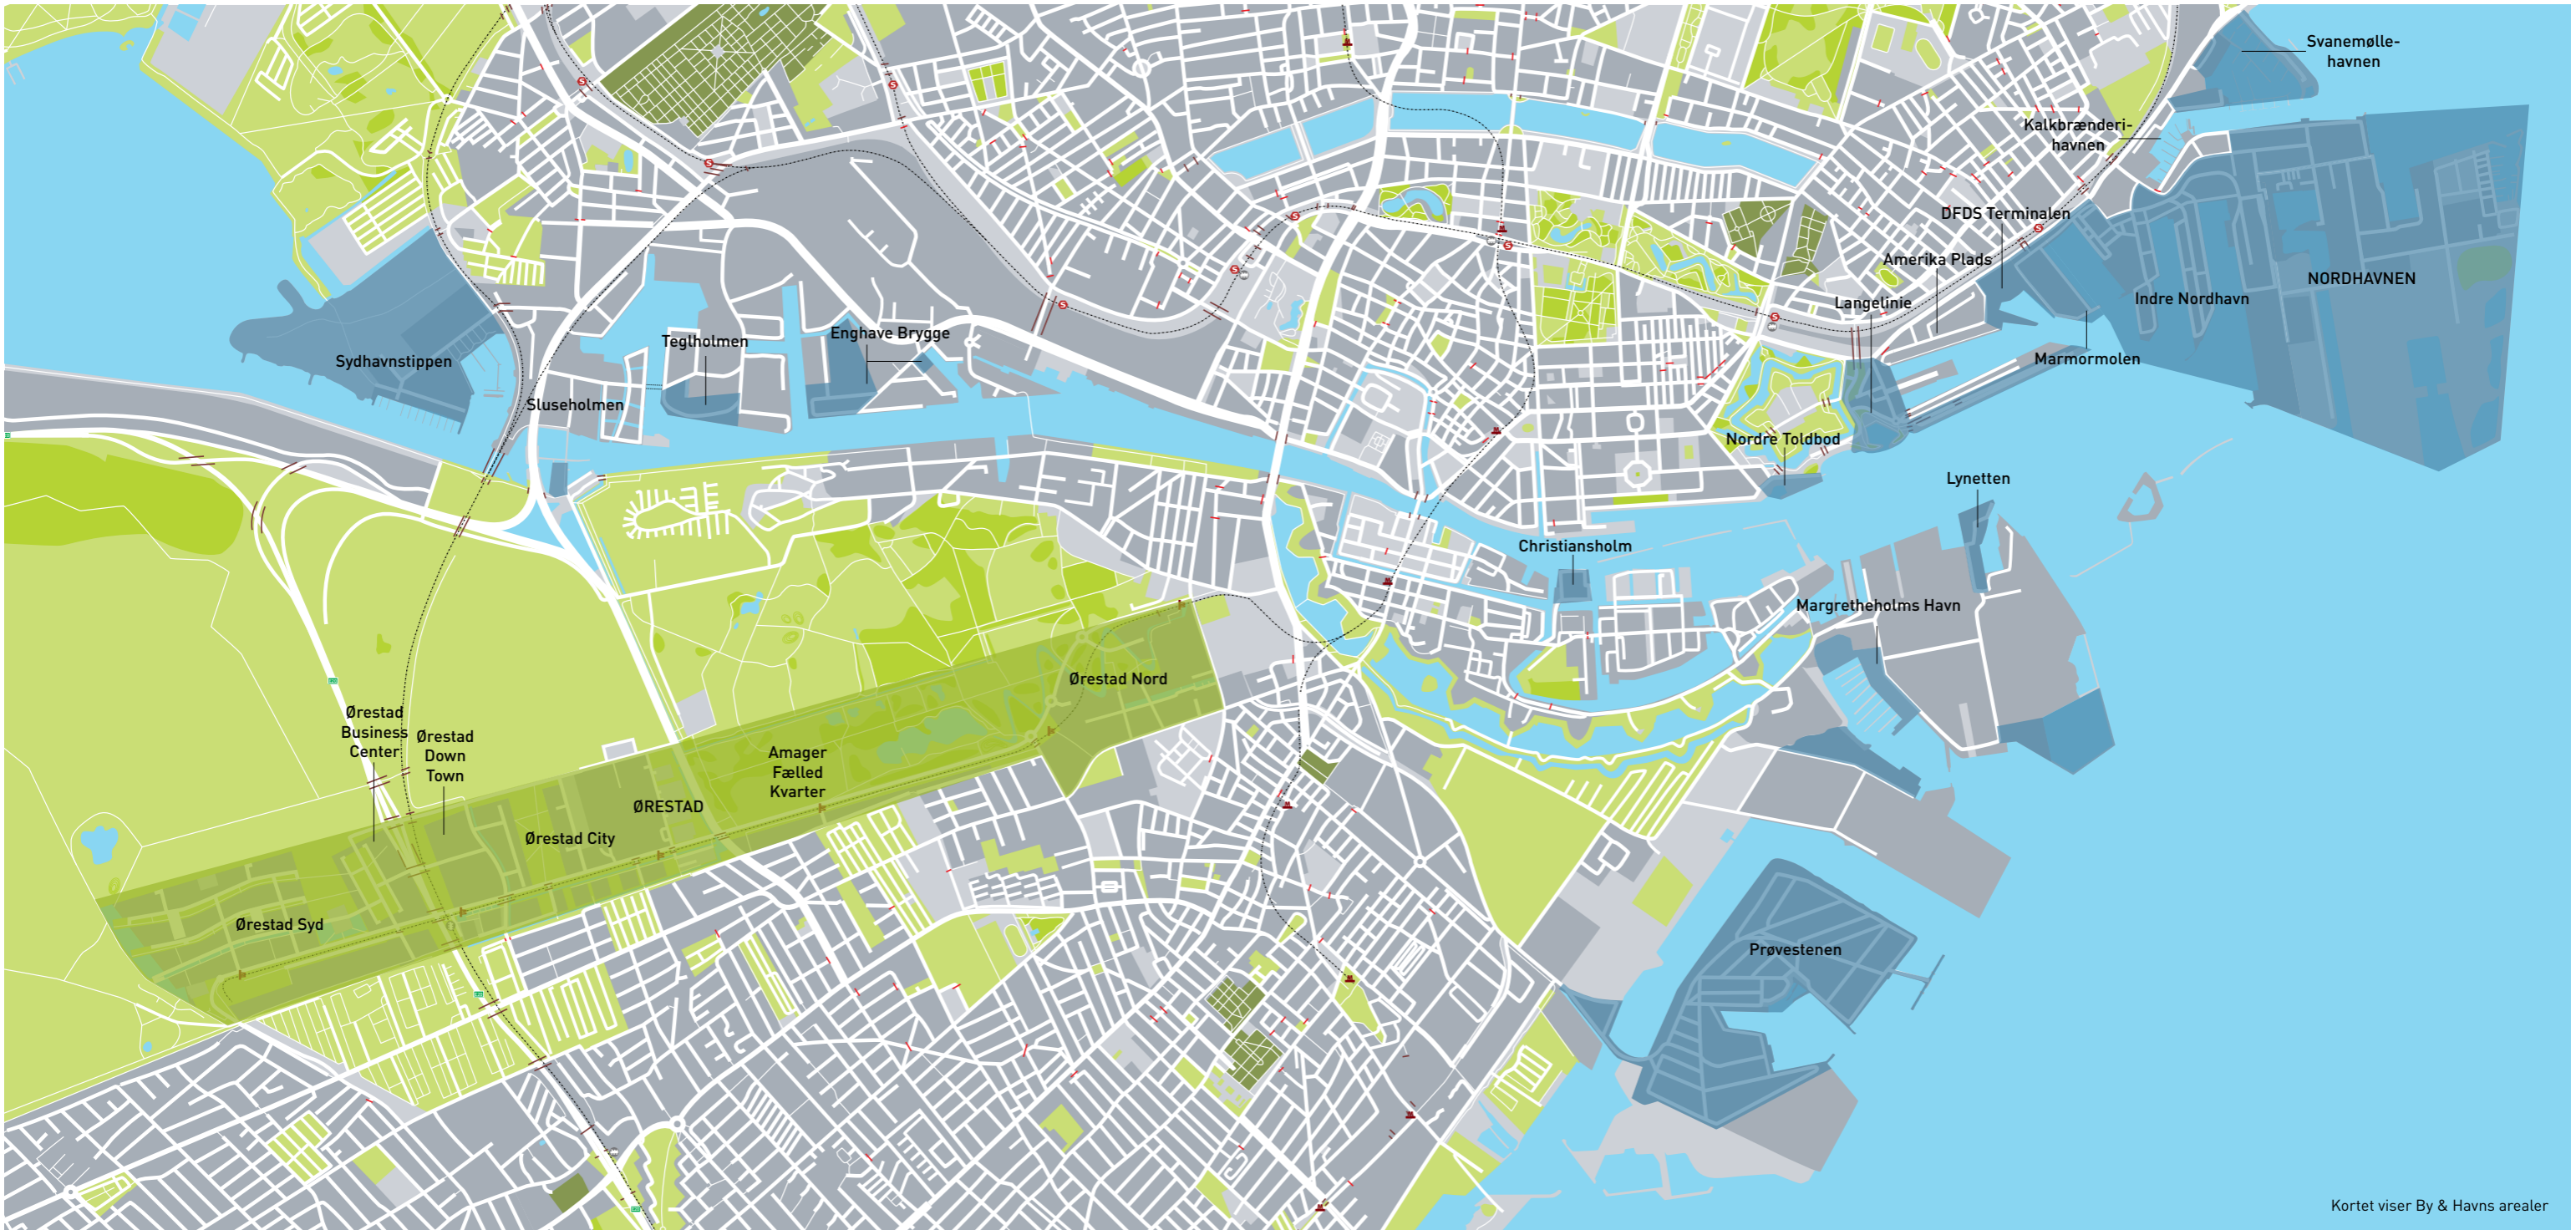 Svanemølle-
havnen
Kalkbrænderi-
havnen
DFDS Terminalen
Amerika Plads
Langelinie
Indre Nordhavn
NORDHAVNEN
Marmormolen
Enghave Brygge
Teglholmen
Sydhavnstippen
Sluseholmen
Nordre Toldbod
Lynetten
Christiansholm
Margretheholms Havn
Ørestad Nord
Ørestad
Business
Center
Ørestad
Down
Town
Amager
Fælled
Kvarter
ØRESTAD
Ørestad City
Ørestad Syd
Prøvestenen
Kortet viser By & Havns arealer